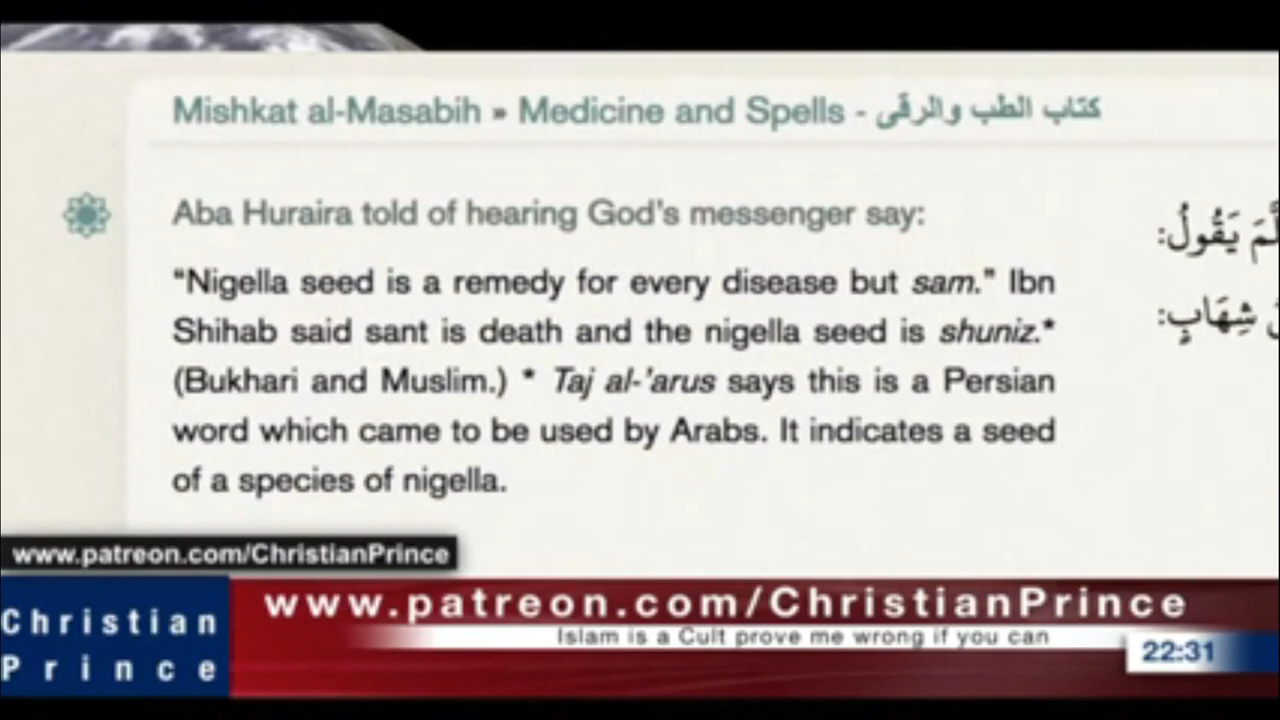 Mishkat al-Masabih » Medicine and Spells - كتاب الطب والرقى
Aba Huraira told of hearing God's messenger say:
"Nigella seed is a remedy for every disease but sam." Ibn
Shihab said sant is death and the nigella seed is shuniz.*
(Bukhari and Muslim.) * Taj al-'arus says this is a Persian
word which came to be used by Arabs. It indicates a seed
of a species of nigella.
يَقُولُ:
شِهَابٍ:
www.patreon.com/ChristianPrince
Christian
Prince
www.patreon.com/ChristianPrince
Islam is a Cult prove me wrong if you can
22:31